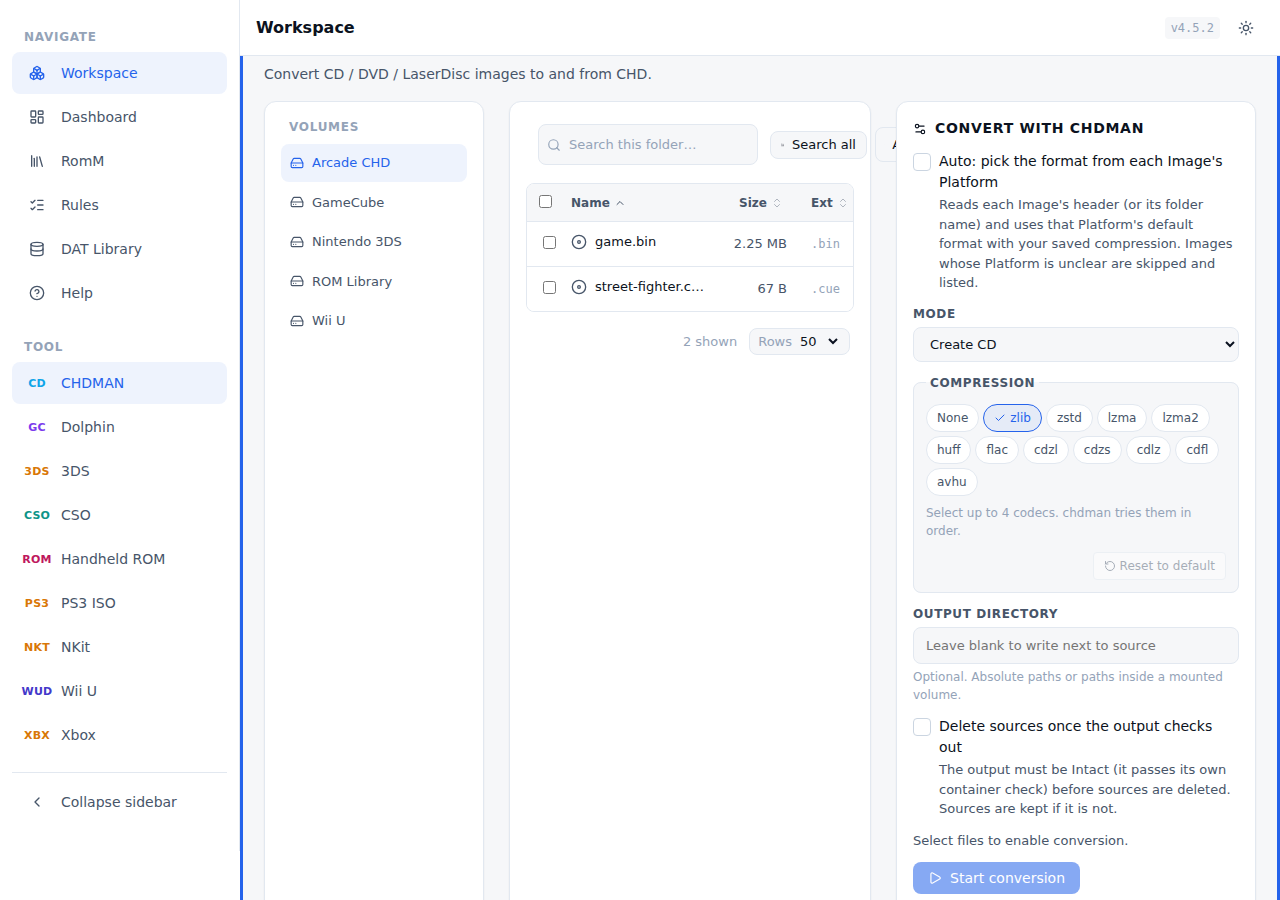 NAVIGATE
Workspace
Dashboard
RomM
Rules
DAT Library
Help
TOOL
CD CHDMAN
GC Dolphin
3DS 3DS
CSO CSO
ROM Handheld ROM
PS3 PS3 ISO
NKT NKit
WUD Wii U
XBX Xbox
Collapse sidebar
Workspace
v4.5.2
Convert CD / DVD / LaserDisc images to and from CHD.
VOLUMES
Arcade CHD
GameCube
Nintendo 3DS
ROM Library
Wii U
Search this folder…
Search all
Name Size Ext
game.bin 2.25 MB .bin
street-fighter.c… 67 B .cue
2 shown Rows 50
CONVERT WITH CHDMAN
Auto: pick the format from each Image's
Platform
Reads each Image's header (or its folder
name) and uses that Platform's default
format with your saved compression. Images
whose Platform is unclear are skipped and
listed.
MODE
Create CD
COMPRESSION
None zlib zstd lzma lzma2
huff flac cdzl cdzs cdlz cdfl
avhu
Select up to 4 codecs. chdman tries them in
order.
Reset to default
OUTPUT DIRECTORY
Leave blank to write next to source
Optional. Absolute paths or paths inside a mounted
volume.
Delete sources once the output checks
out
The output must be Intact (it passes its own
container check) before sources are deleted.
Sources are kept if it is not.
Select files to enable conversion.
Start conversion